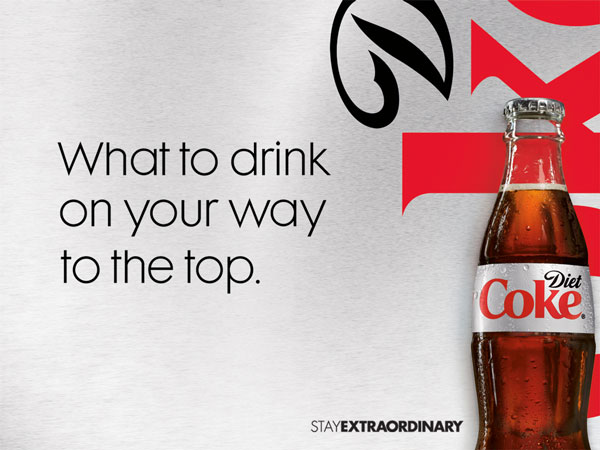 What to drink
on your way
to the top.
Diet
Coke
STAYEXTRAORDINARY